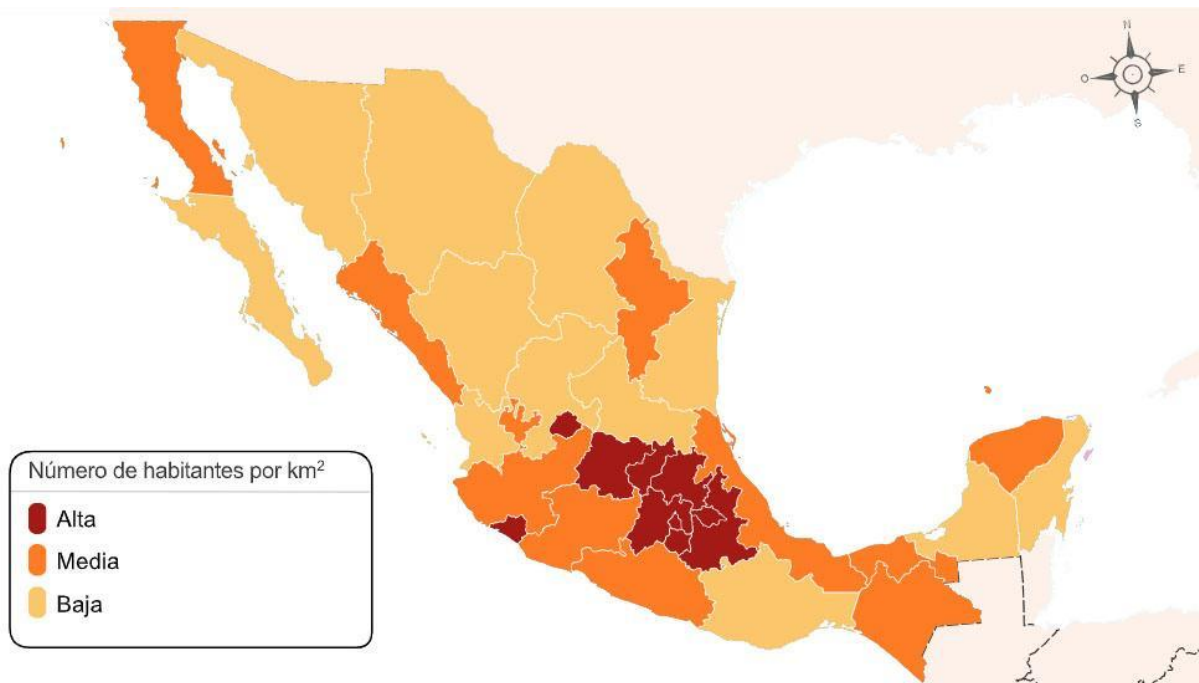 N
O
E
S
Número de habitantes por km²
Alta
Media
Baja